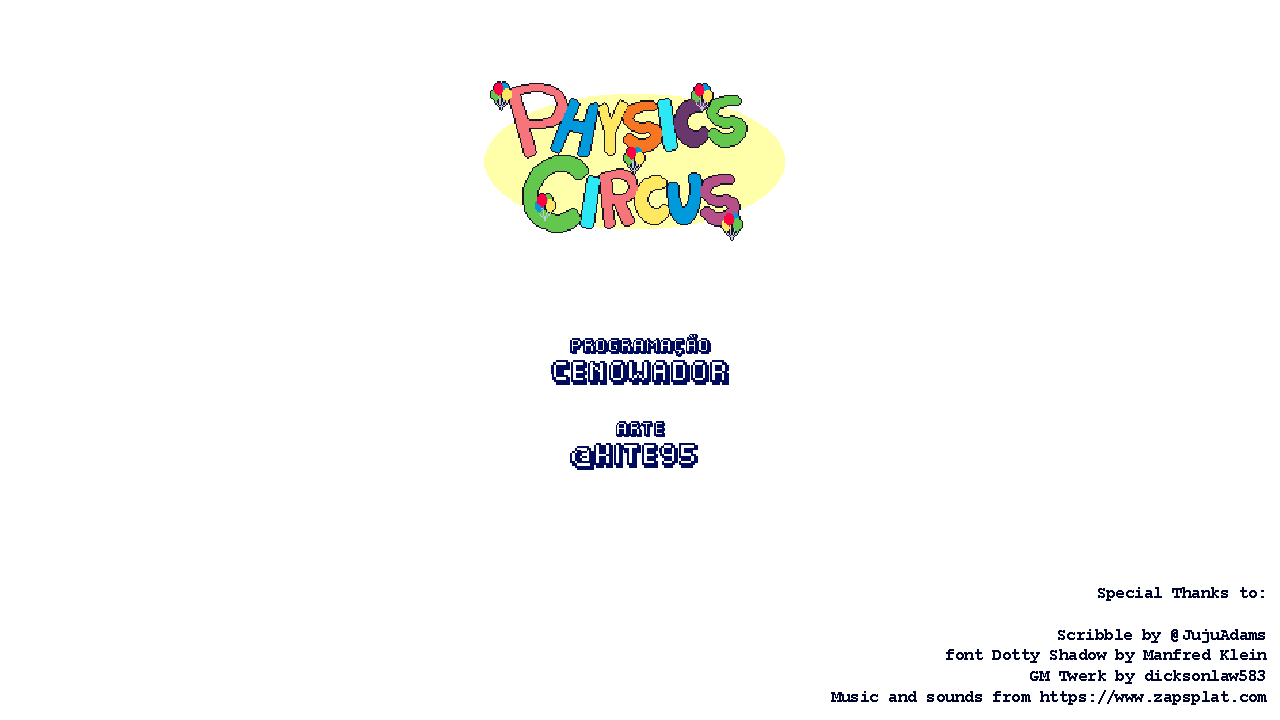 PHYSICS
CIRCUS
PROGRAMAÇÃO
CENOWADOR
ARTE
@KITE95
Special Thanks to:
Scribble by @JujuAdams
font Dotty Shadow by Manfred Klein
GM Twerk by dicksonlaw583
Music and sounds from https://www.zapsplat.com